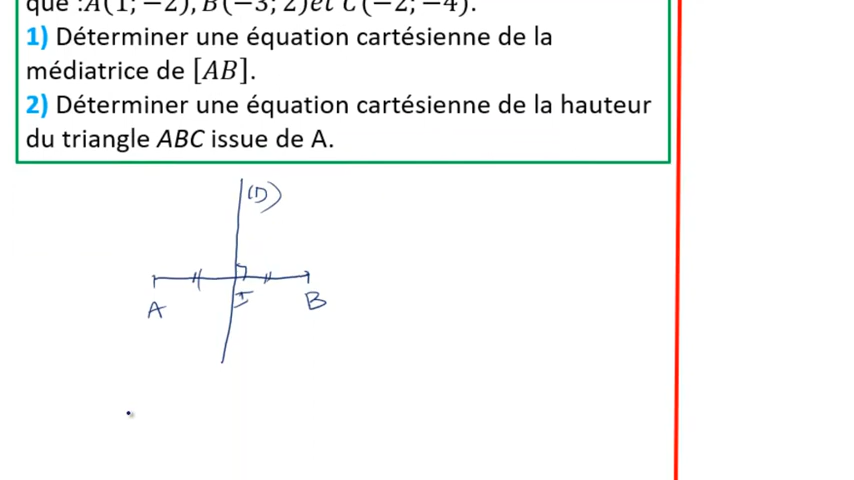 que :A(1; −2), B(−3; 2)et C(−2; −4).
1) Déterminer une équation cartésienne de la
médiatrice de [AB].
2) Déterminer une équation cartésienne de la hauteur
du triangle ABC issue de A.
(D)
A I B